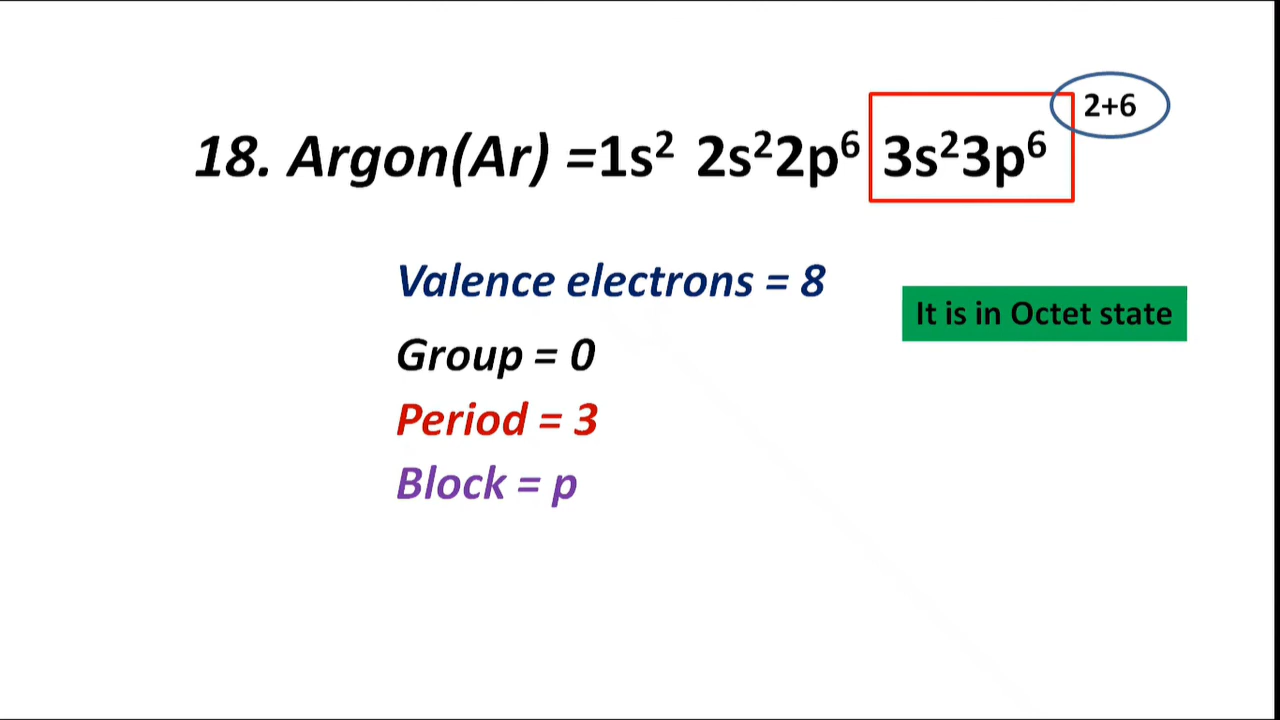 2+6
18. Argon(Ar) =1s² 2s²2p⁶ 3s²3p⁶
Valence electrons = 8
It is in Octet state
Group = 0
Period = 3
Block = p